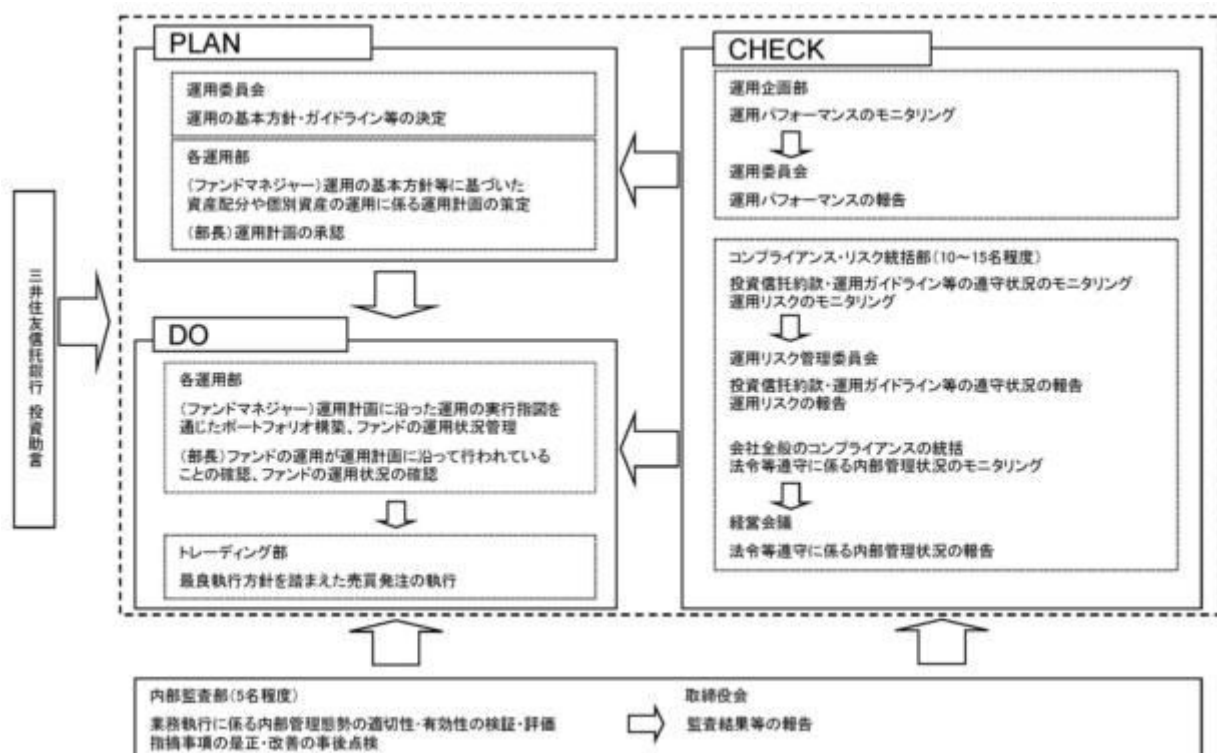 三井住友信託銀行 投資助言
PLAN
運用委員会
運用の基本方針・ガイドライン等の決定
各運用部
(ファンドマネジャー)運用の基本方針等に基づいた
資産配分や個別資産の運用に係る運用計画の策定
(部長)運用計画の承認
DO
各運用部
(ファンドマネジャー)運用計画に沿った運用の実行指図を
通じたポートフォリオ構築、ファンドの運用状況管理
(部長)ファンドの運用が運用計画に沿って行われている
ことの確認、ファンドの運用状況の確認
トレーディング部
最良執行方針を踏まえた売買発注の執行
CHECK
運用企画部
運用パフォーマンスのモニタリング
運用委員会
運用パフォーマンスの報告
コンプライアンス・リスク統括部(10～15名程度)
投資信託約款・運用ガイドライン等の遵守状況のモニタリング
運用リスクのモニタリング
運用リスク管理委員会
投資信託約款・運用ガイドライン等の遵守状況の報告
運用リスクの報告
会社全般のコンプライアンスの統括
法令等遵守に係る内部管理状況のモニタリング
経営会議
法令等遵守に係る内部管理状況の報告
内部監査部(5名程度)
業務執行に係る内部管理態勢の適切性・有効性の検証・評価
指摘事項の是正・改善の事後点検
取締役会
監査結果等の報告